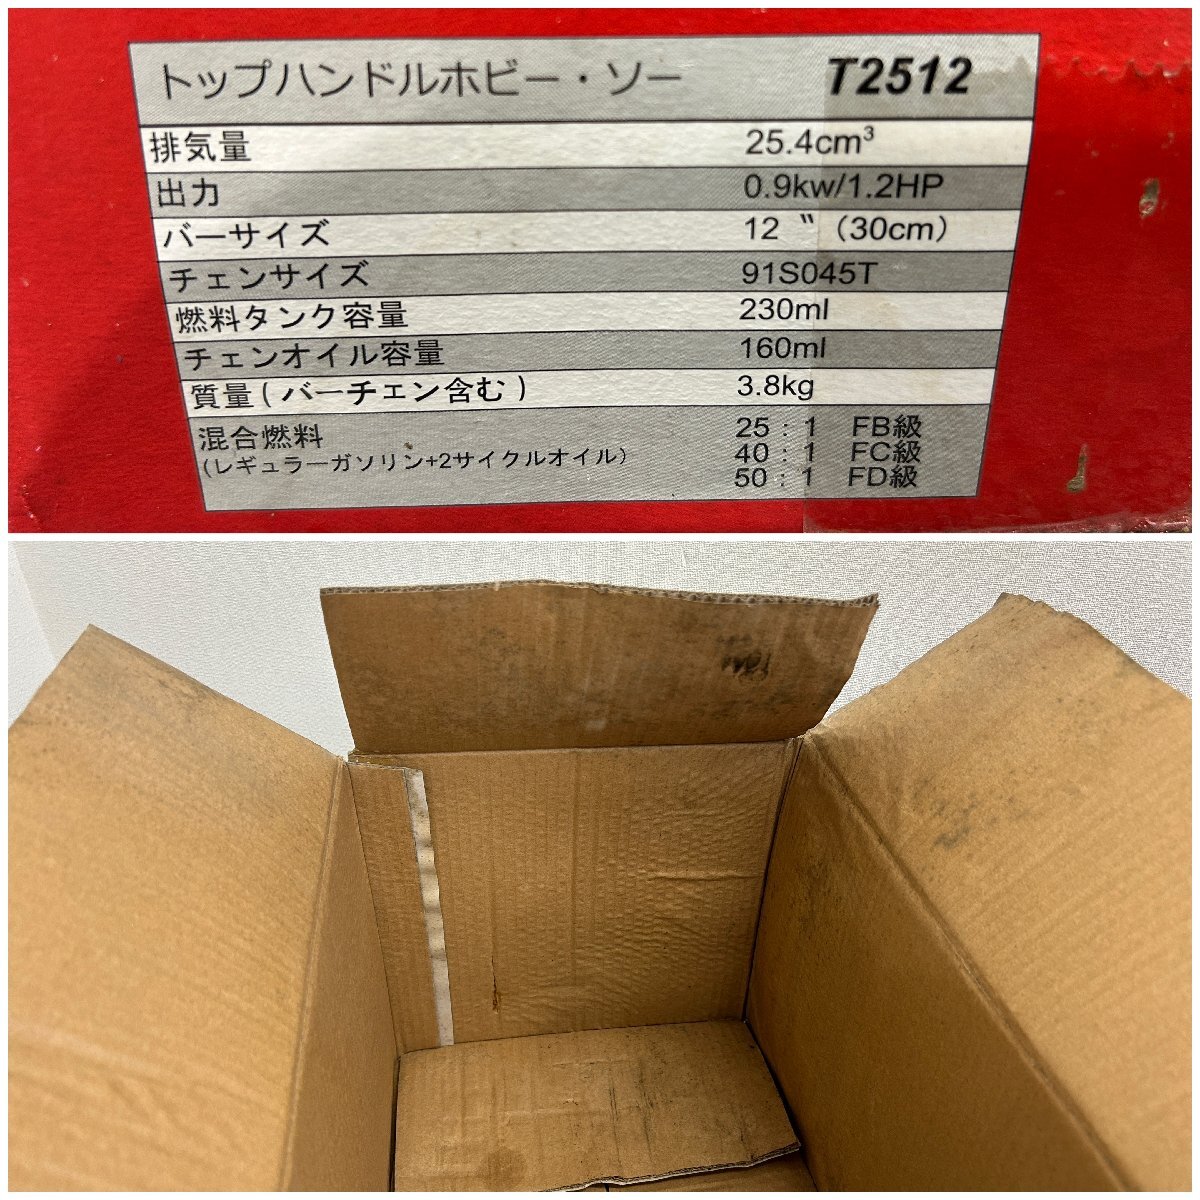 トップハンドルホビー・ソー T2512
排気量 25.4cm³
出力 0.9kw/1.2HP
バーサイズ 12〝（30cm）
チェンサイズ 91S045T
燃料タンク容量 230ml
チェンオイル容量 160ml
質量(バーチェン含む) 3.8kg
混合燃料 25：1 FB級
(レギュラーガソリン+2サイクルオイル) 40：1 FC級
50：1 FD級